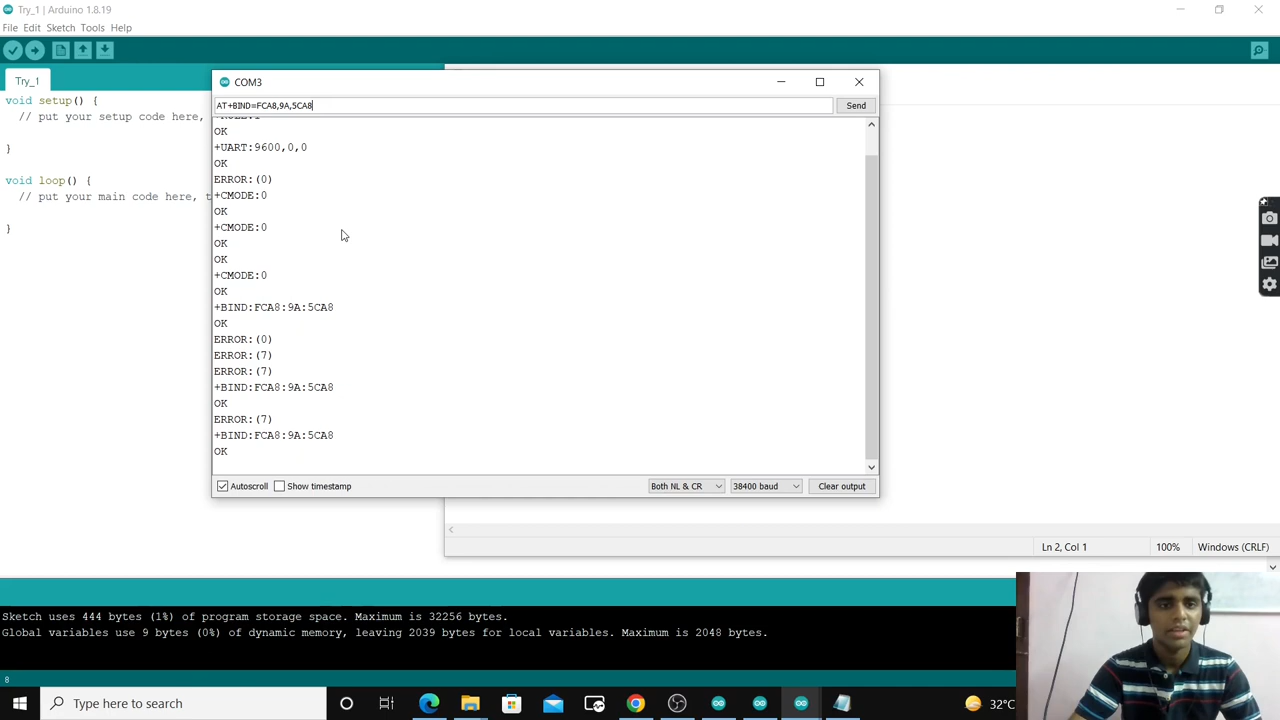 Try_1 | Arduino 1.8.19
File Edit Sketch Tools Help
Try_1
void setup() {
// put your setup code here,
}
void loop() {
// put your main code here, t
}
COM3
AT+BIND=FCA8,9A,5CA8
Send
OK
+UART:9600,0,0
OK
ERROR:(0)
+CMODE:0
OK
+CMODE:0
OK
OK
+CMODE:0
OK
+BIND:FCA8:9A:5CA8
OK
ERROR:(0)
ERROR:(7)
ERROR:(7)
+BIND:FCA8:9A:5CA8
OK
ERROR:(7)
+BIND:FCA8:9A:5CA8
OK
Autoscroll Show timestamp Both NL & CR 38400 baud Clear output
Ln 2, Col 1 100% Windows (CRLF)
Sketch uses 444 bytes (1%) of program storage space. Maximum is 32256 bytes.
Global variables use 9 bytes (0%) of dynamic memory, leaving 2039 bytes for local variables. Maximum is 2048 bytes.
8
Type here to search
32°C